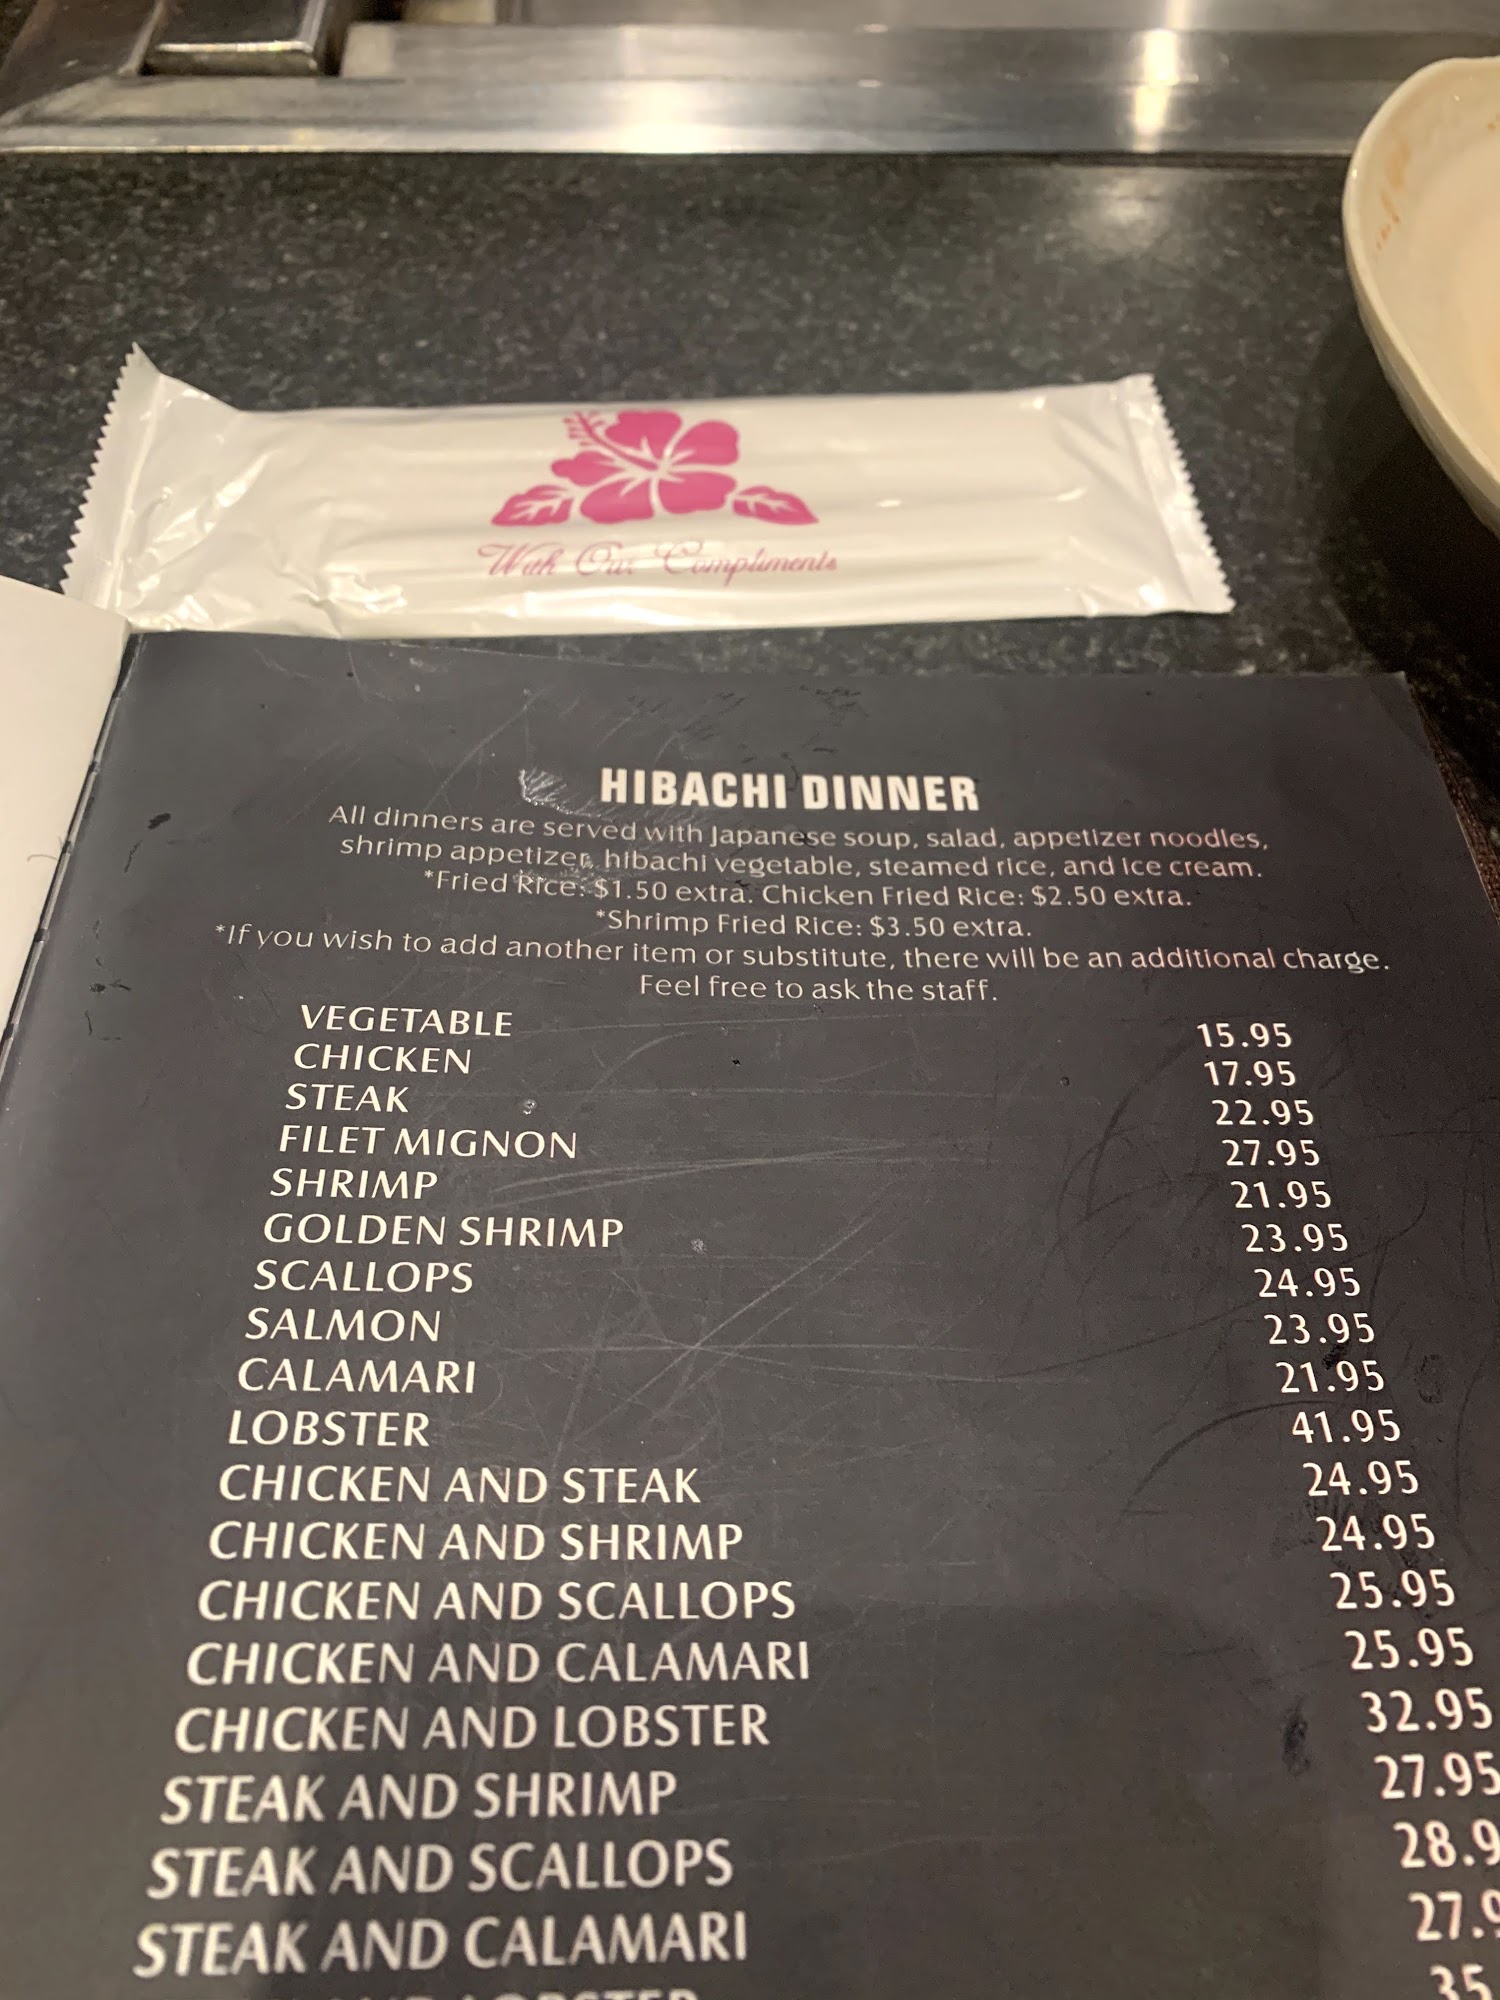 With Our Compliments
HIBACHI DINNER
All dinners are served with Japanese soup, salad, appetizer noodles,
shrimp appetizer, hibachi vegetable, steamed rice, and Ice cream.
*Fried Rice: $1.50 extra. Chicken Fried Rice: $2.50 extra.
*Shrimp Fried Rice: $3.50 extra.
*If you wish to add another item or substitute, there will be an additional charge.
Feel free to ask the staff.
VEGETABLE 15.95
CHICKEN 17.95
STEAK 22.95
FILET MIGNON 27.95
SHRIMP 21.95
GOLDEN SHRIMP 23.95
SCALLOPS 24.95
SALMON 23.95
CALAMARI 21.95
LOBSTER 41.95
CHICKEN AND STEAK 24.95
CHICKEN AND SHRIMP 24.95
CHICKEN AND SCALLOPS 25.95
CHICKEN AND CALAMARI 25.95
CHICKEN AND LOBSTER 32.95
STEAK AND SHRIMP 27.95
STEAK AND SCALLOPS 28.9
STEAK AND CALAMARI 27.9
LOBSTER 35